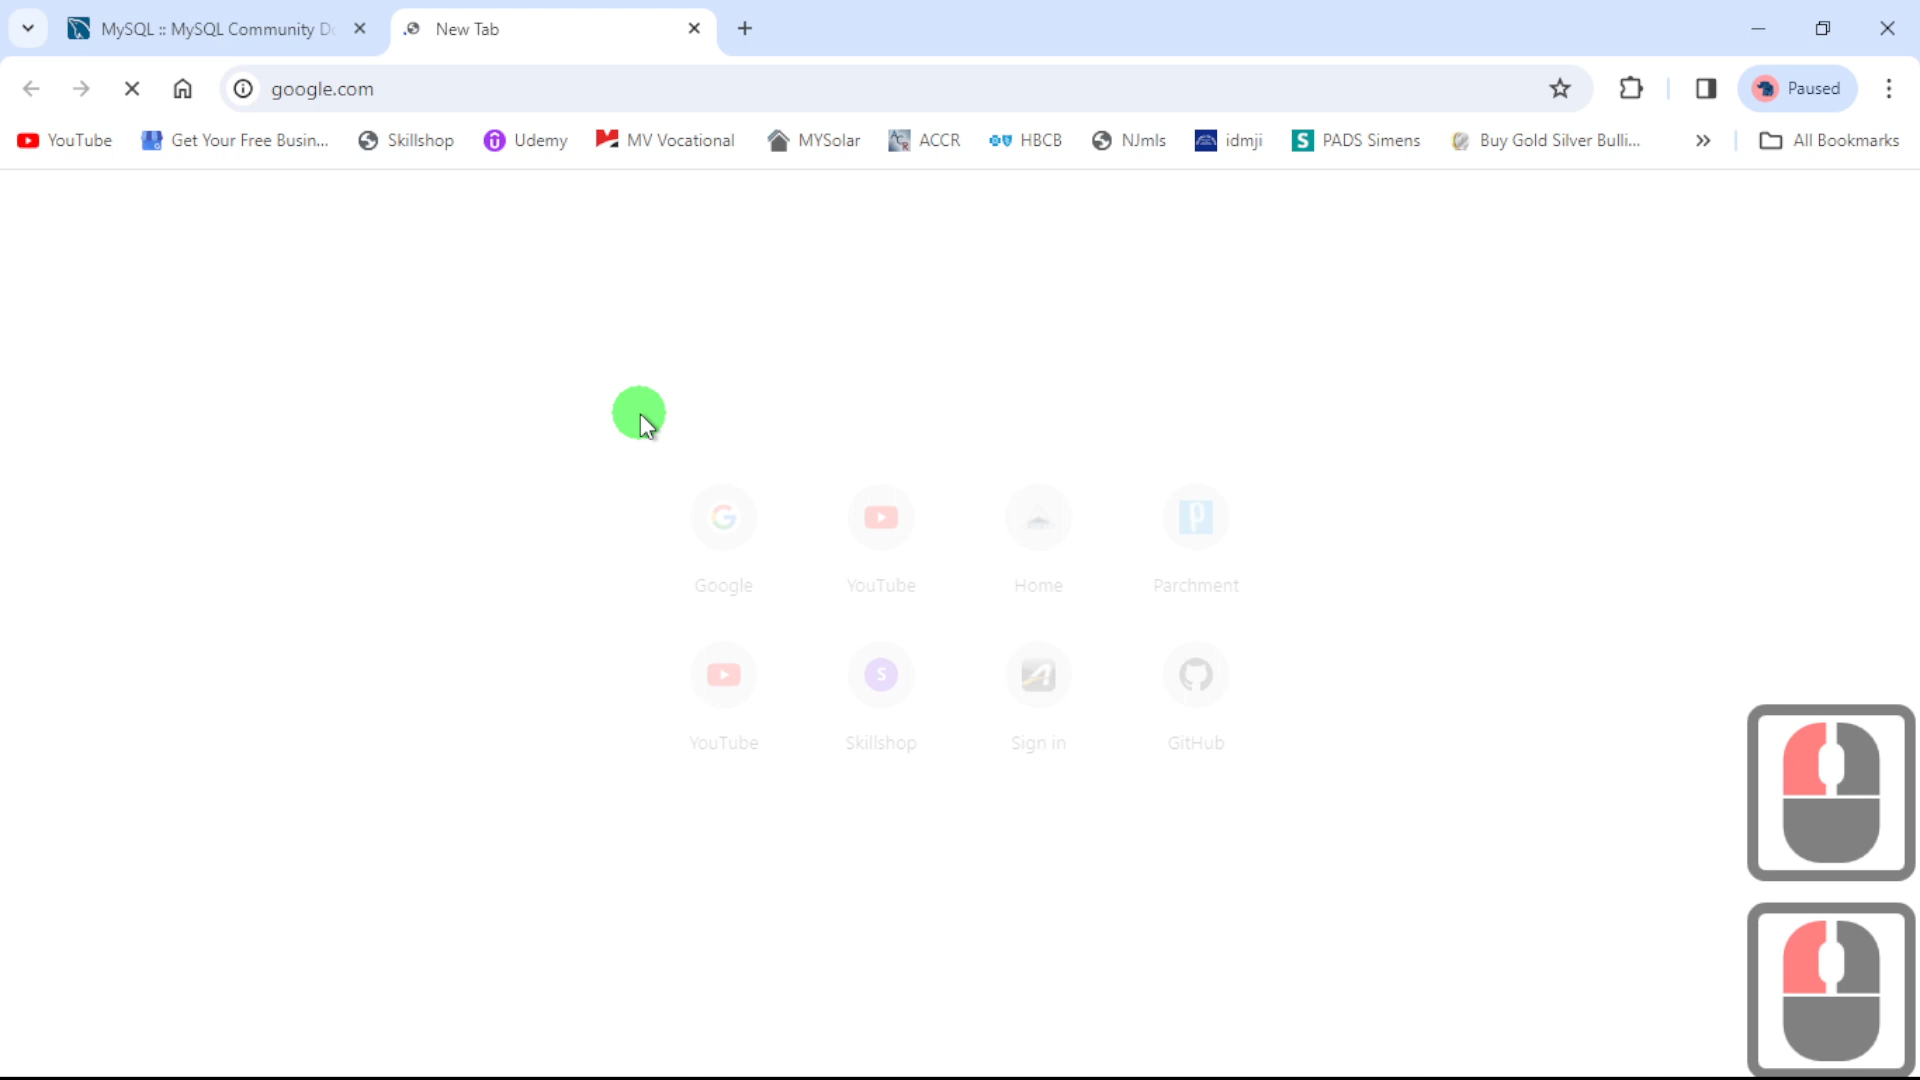 MySQL :: MySQL Community D
New Tab
google.com
Paused
YouTube
Get Your Free Busin...
Skillshop
Udemy
MV Vocational
MYSolar
ACCR
HBCB
NJmls
idmji
PADS Simens
Buy Gold Silver Bulli...
All Bookmarks
Google
YouTube
Home
Parchment
YouTube
Skillshop
Sign in
GitHub